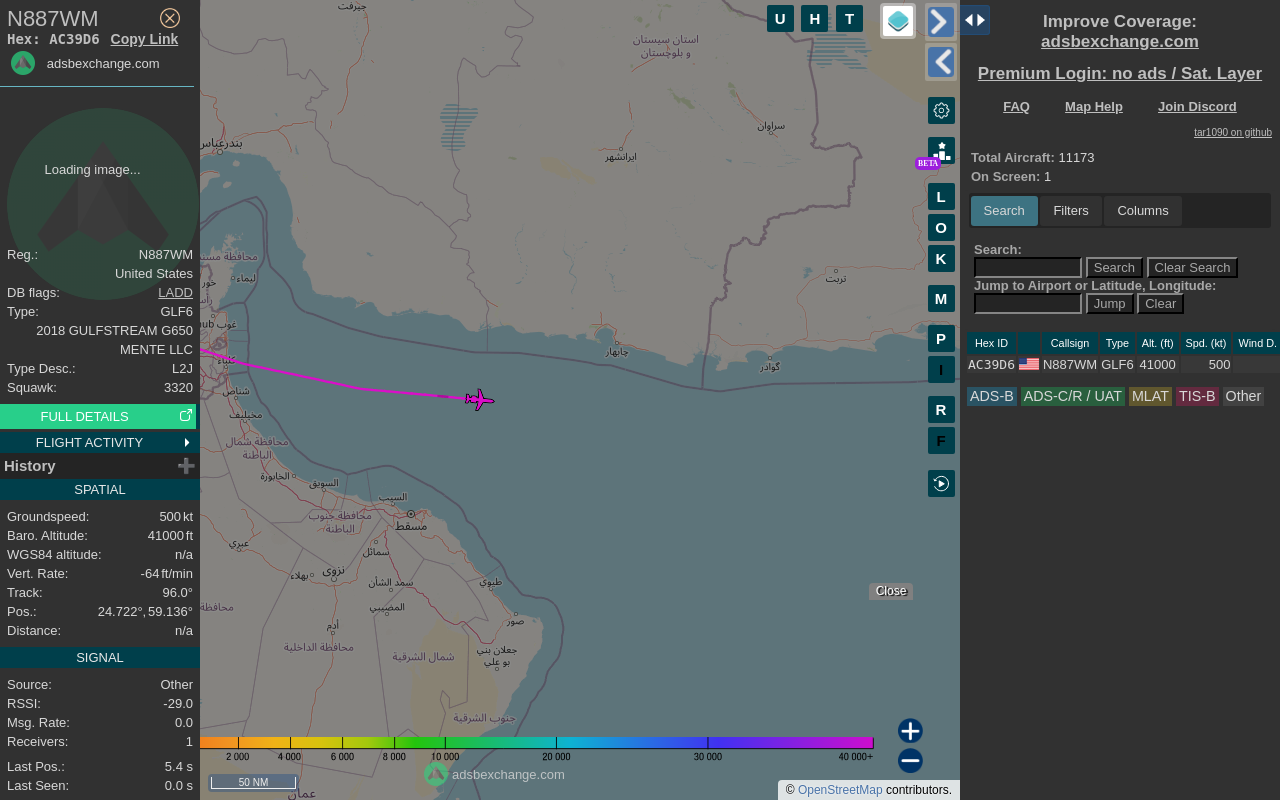 N887WM
Hex: AC39D6 Copy Link
adsbexchange.com
Loading image...
Reg.: N887WM
United States
DB flags: LADD
Type: GLF6
2018 GULFSTREAM G650
MENTE LLC
Type Desc.: L2J
Squawk: 3320
FULL DETAILS
FLIGHT ACTIVITY
History
SPATIAL
Groundspeed: 500 kt
Baro. Altitude: 41000 ft
WGS84 altitude: n/a
Vert. Rate: -64 ft/min
Track: 96.0°
Pos.: 24.722°, 59.136°
Distance: n/a
SIGNAL
Source: Other
RSSI: -29.0
Msg. Rate: 0.0
Receivers: 1
Last Pos.: 5.4 s
Last Seen: 0.0 s
جیرفت
استان سیستان
و بلوچستان
سراوان
ایرانشهر
بندرعباس
تربت
چابهار
گوادر
ليماء
شناص
صحار
محافظة شمال
الباطنة
الخابورة
السويق
السيب
محافظة جنوب
الباطنة
مسقط
عبري
سمائل
نزوى
بهلاء
سمد الشأن
طيوي
المضيبي
صور
أدم
محافظة الداخلية
شمال الشرقية
جعلان بني
بو علي
جنوب الشرقية
عمان
U H T
L
O
K
M
P
I
R
F
BETA
Close
2 000 4 000 6 000 8 000 10 000 20 000 30 000 40 000+
50 NM
adsbexchange.com
© OpenStreetMap contributors.
Improve Coverage:
adsbexchange.com
Premium Login: no ads / Sat. Layer
FAQ Map Help Join Discord
tar1090 on github
Total Aircraft: 11173
On Screen: 1
Search Filters Columns
Search:
Search Clear Search
Jump to Airport or Latitude, Longitude:
Jump Clear
Hex ID Callsign Type Alt. (ft) Spd. (kt) Wind D.
AC39D6 N887WM GLF6 41000 500
ADS-B ADS-C/R / UAT MLAT TIS-B Other